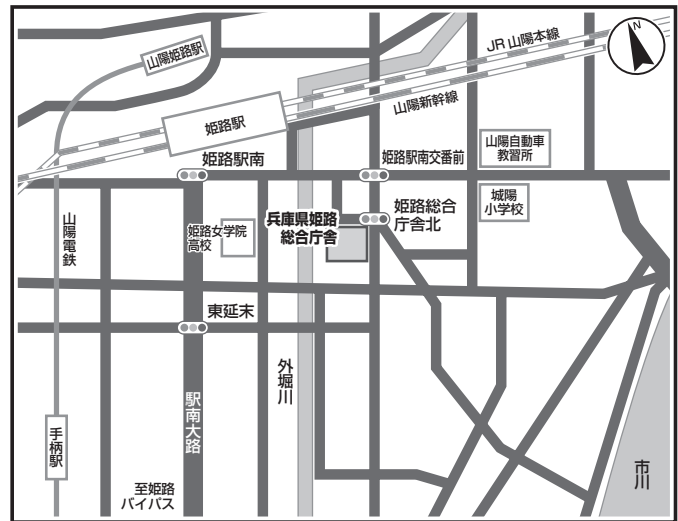 山陽姫路駅
JR 山陽本線
N
山陽新幹線
姫路駅
姫路駅南
姫路駅南交番前
山陽自動車
教習所
山陽電鉄
姫路女学院
高校
兵庫県姫路
総合庁舎
姫路総合
庁舎北
城陽
小学校
東延末
外堀川
駅南大路
手柄駅
至姫路
バイパス
市川